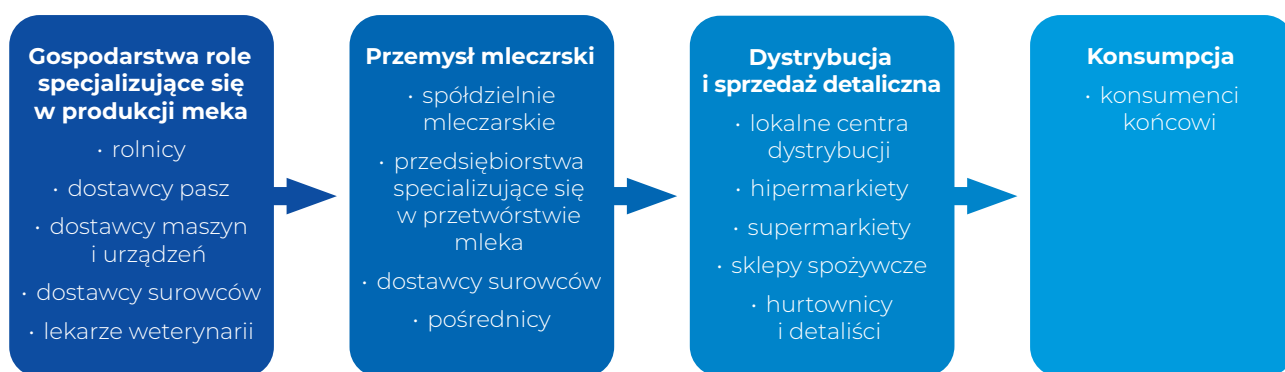 Gospodarstwa role
specjalizujące się
w produkcji meka
· rolnicy
· dostawcy pasz
· dostawcy maszyn
i urządzeń
· dostawcy surowców
· lekarze weterynarii
Przemysł mleczrski
· spółdzielnie
mleczarskie
· przedsiębiorstwa
specjalizujące się
w przetwórstwie
mleka
· dostawcy surowców
· pośrednicy
Dystrybucja
i sprzedaż detaliczna
· lokalne centra
dystrybucji
· hipermarkiety
· supermarkiety
· sklepy spożywcze
· hurtownicy
i detaliści
Konsumpcja
· konsumenci
końcowi